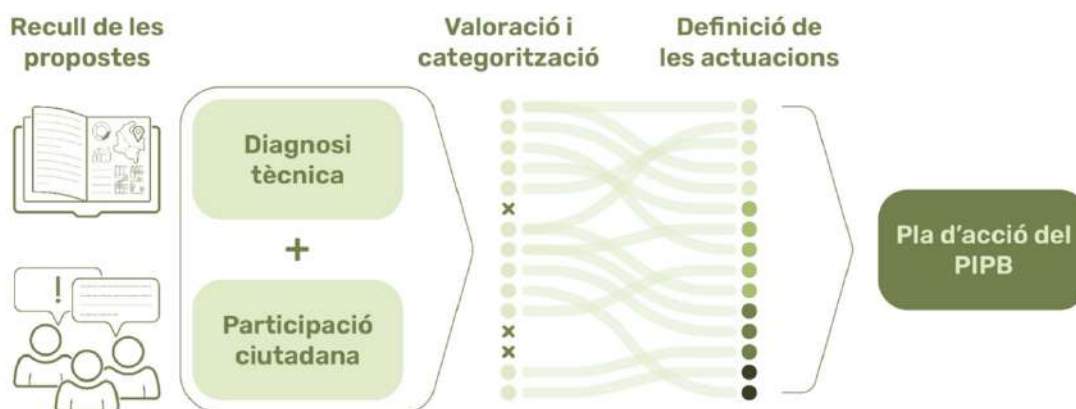 Recull de les
propostes
Valoració i
categorització
Definició de
les actuacions
Diagnosi
tècnica
+
Participació
ciutadana
!
Pla d'acció del
PIPB